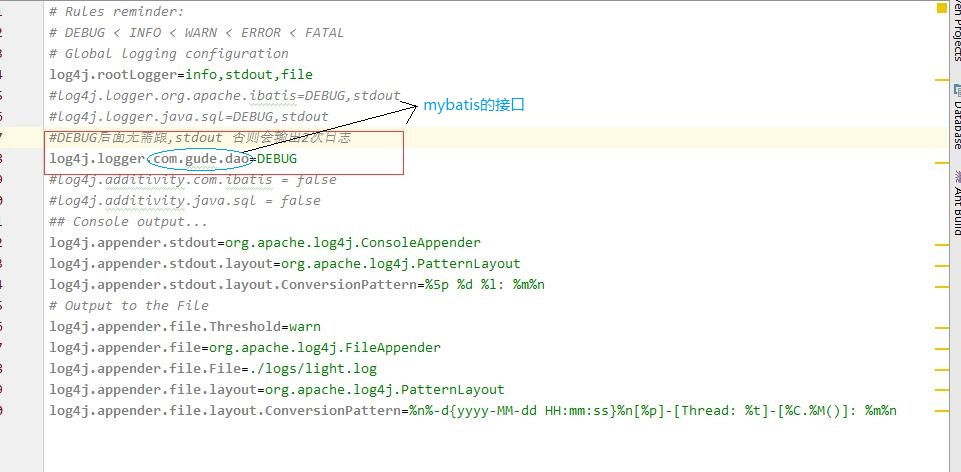 # Rules reminder:
# DEBUG < INFO < WARN < ERROR < FATAL
# Global logging configuration
log4j.rootLogger=info,stdout,file
#log4j.logger.org.apache.ibatis=DEBUG,stdout
mybatis的接口
#log4j.logger.java.sql=DEBUG,stdout
#DEBUG后面无需跟,stdout 否则会输出2次日志
log4j.logger.com.gude.dao=DEBUG
#log4j.additivity.com.ibatis = false
#log4j.additivity.java.sql = false
## Console output...
log4j.appender.stdout=org.apache.log4j.ConsoleAppender
log4j.appender.stdout.layout=org.apache.log4j.PatternLayout
log4j.appender.stdout.layout.ConversionPattern=%5p %d %l: %m%n
# Output to the File
log4j.appender.file.Threshold=warn
log4j.appender.file=org.apache.log4j.FileAppender
log4j.appender.file.File=./logs/light.log
log4j.appender.file.layout=org.apache.log4j.PatternLayout
log4j.appender.file.layout.ConversionPattern=%n%-d{yyyy-MM-dd HH:mm:ss}%n[%p]-[Thread: %t]-[%C.%M()]: %m%n
Projects
Database
Ant Build